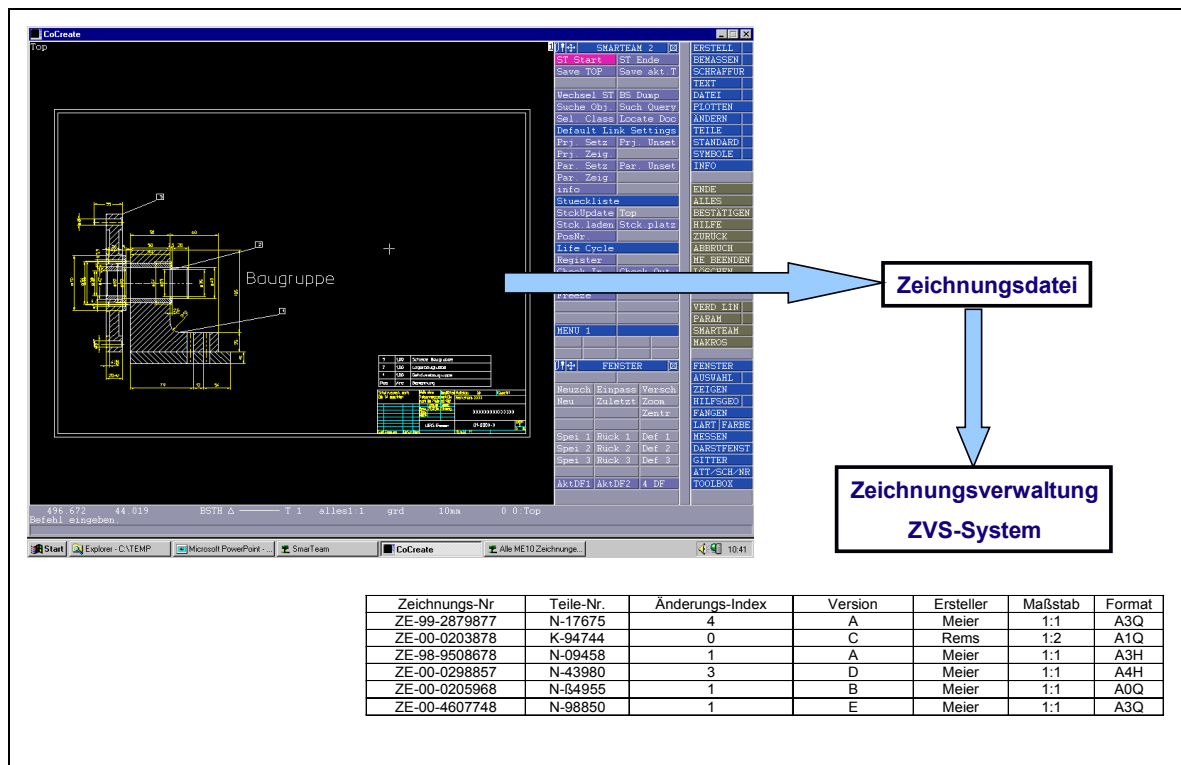 CoCreate
Top
1 SMARTEAM 2
ST Start ST Ende
Save TOP Save akt.T
Wechsel ST BS Dump
Suche Obj. Such Query
Sel. Class Locate Doc
Default Link Settings
Prj. Setz Prj. Unset
Prj. Zeig.
Par. Setz Par. Unset
Par. Zeig.
info
Stueckliste
StckUpdate Top
Stck.laden Stck.platz
PosNr.
Life Cycle
Register
Check In Check Out
Freeze
MENU 1
FENSTER
Neuzch Einpass Versch
Neu Zuletzt Zoom
Zentr
Spei 1 Rück 1 Def 1
Spei 2 Rück 2 Def 2
Spei 3 Rück 3 Def 3
AktDF1 AktDF2 4 DF
ERSTELL
BEMASSEN
SCHRAFFUR
TEXT
DATEI
PLOTTEN
ÄNDERN
TEILE
STANDARD
SYMBOLE
INFO
ENDE
ALLES
BESTÄTIGEN
HILFE
ZURÜCK
ABBRUCH
ME BEENDEN
LÖSCHEN
VERD LIN
PARAM
SMARTEAM
MAKROS
FENSTER
AUSWAHL
ZEIGEN
HILFSGEO
FANGEN
LART FARBE
MESSEN
DARSTFENST
GITTER
ATT/SCH/NR
TOOLBOX
Baugruppe
496.672 44.019 BSTH Δ T 1 alles1:1 grd 10mm 0 0:Top
Befehl eingeben.
Start Explorer - C:\TEMP Microsoft PowerPoint - ... SmarTeam CoCreate Alle ME10 Zeichnunge... 10:41
Zeichnungsdatei
Zeichnungsverwaltung
ZVS-System
Zeichnungs-Nr Teile-Nr. Änderungs-Index Version Ersteller Maßstab Format
ZE-99-2879877 N-17675 4 A Meier 1:1 A3Q
ZE-00-0203878 K-94744 0 C Rems 1:2 A1Q
ZE-98-9508678 N-09458 1 A Meier 1:1 A3H
ZE-00-0298857 N-43980 3 D Meier 1:1 A4H
ZE-00-0205968 N-ß4955 1 B Meier 1:1 A0Q
ZE-00-4607748 N-98850 1 E Meier 1:1 A3Q